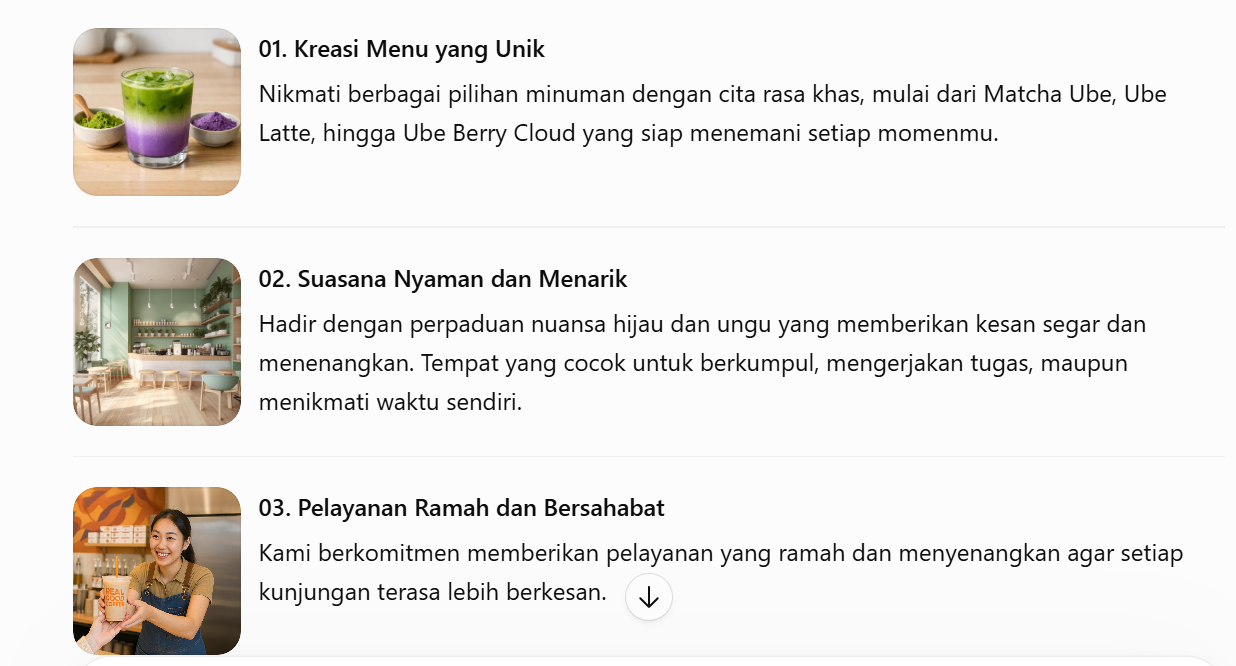 01. Kreasi Menu yang Unik
Nikmati berbagai pilihan minuman dengan cita rasa khas, mulai dari Matcha Ube, Ube
Latte, hingga Ube Berry Cloud yang siap menemani setiap momenmu.
02. Suasana Nyaman dan Menarik
Hadir dengan perpaduan nuansa hijau dan ungu yang memberikan kesan segar dan
menenangkan. Tempat yang cocok untuk berkumpul, mengerjakan tugas, maupun
menikmati waktu sendiri.
03. Pelayanan Ramah dan Bersahabat
Kami berkomitmen memberikan pelayanan yang ramah dan menyenangkan agar setiap
kunjungan terasa lebih berkesan.
REAL
GOOD
COFFEE